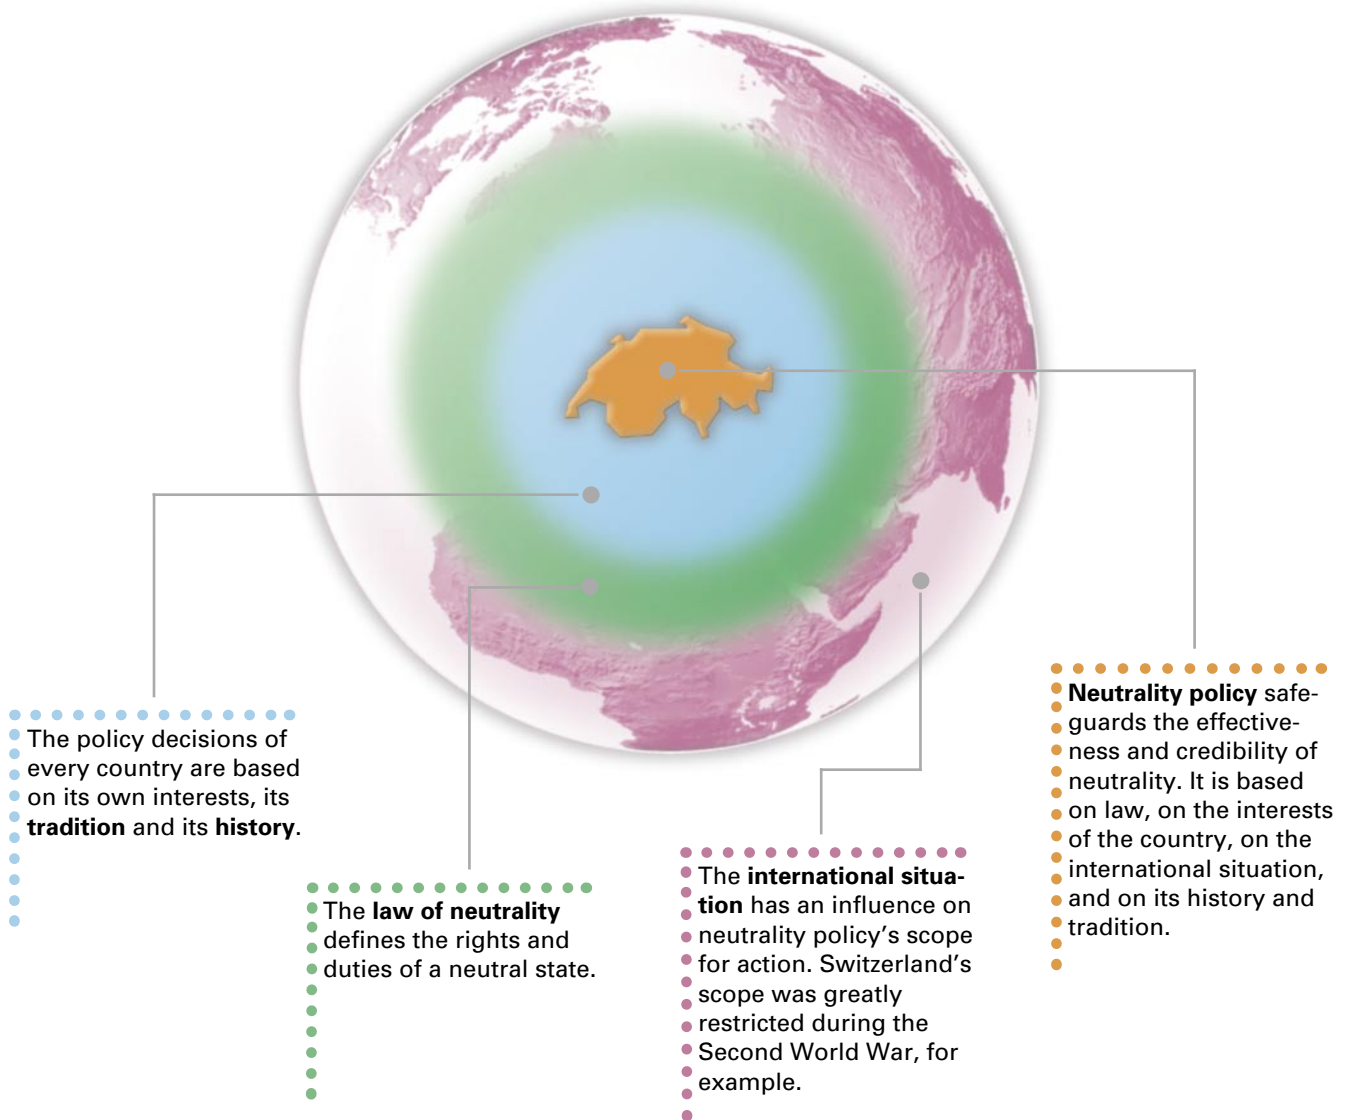 The policy decisions of
every country are based
on its own interests, its
tradition and its history.
The law of neutrality
defines the rights and
duties of a neutral state.
The international situa-
tion has an influence on
neutrality policy’s scope
for action. Switzerland’s
scope was greatly
restricted during the
Second World War, for
example.
Neutrality policy safe-
guards the effective-
ness and credibility of
neutrality. It is based
on law, on the interests
of the country, on the
international situation,
and on its history and
tradition.